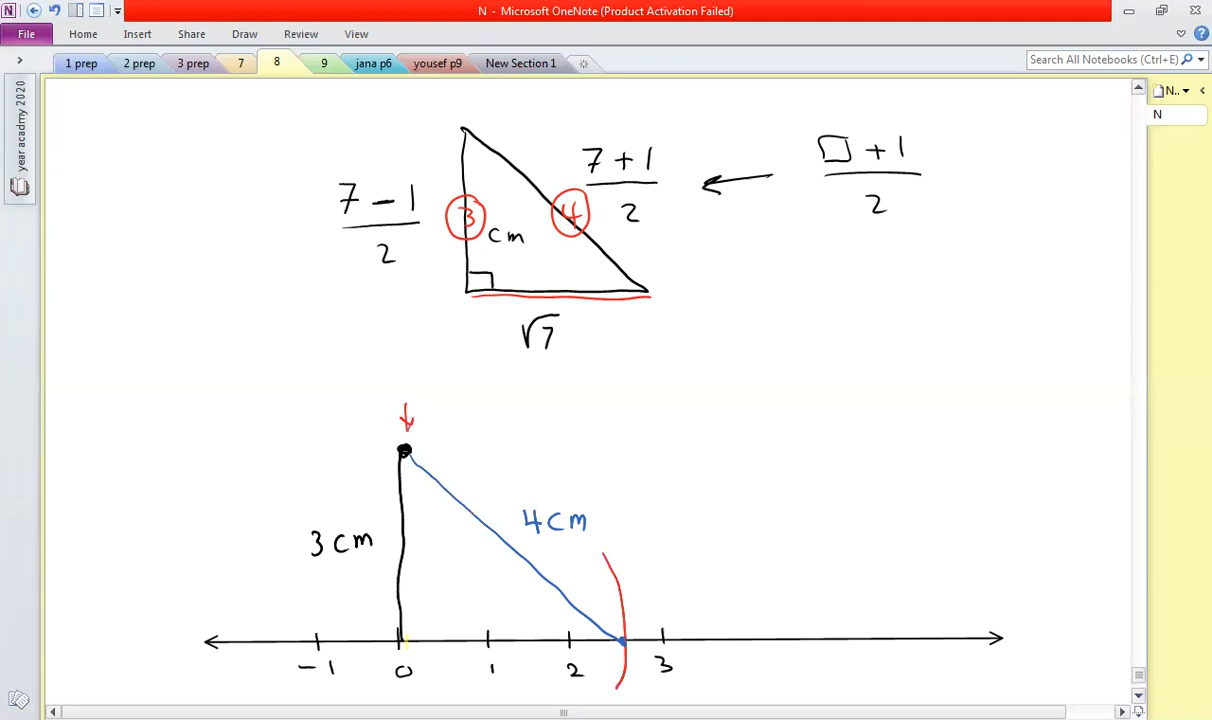 N - Microsoft OneNote (Product Activation Failed)
File Home Insert Share Draw Review View
1 prep 2 prep 3 prep 7 8 9 jana p6 yousef p9 New Section 1
Search All Notebooks (Ctrl+E)
N..
N
year academy 2020
7 - 1
2
3
cm
4
7 + 1
2
□ + 1
2
√7
3 cm
4 cm
-1 0 1 2 3